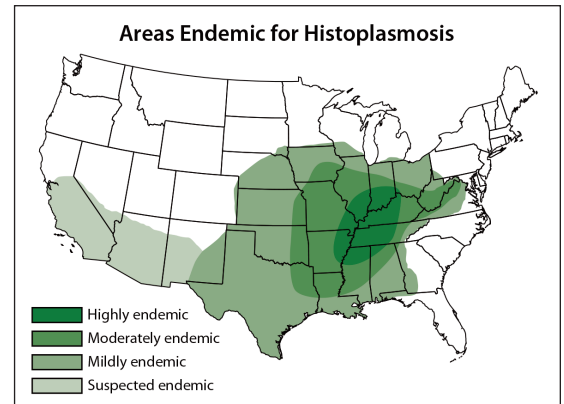 Areas Endemic for Histoplasmosis
Highly endemic
Moderately endemic
Mildly endemic
Suspected endemic